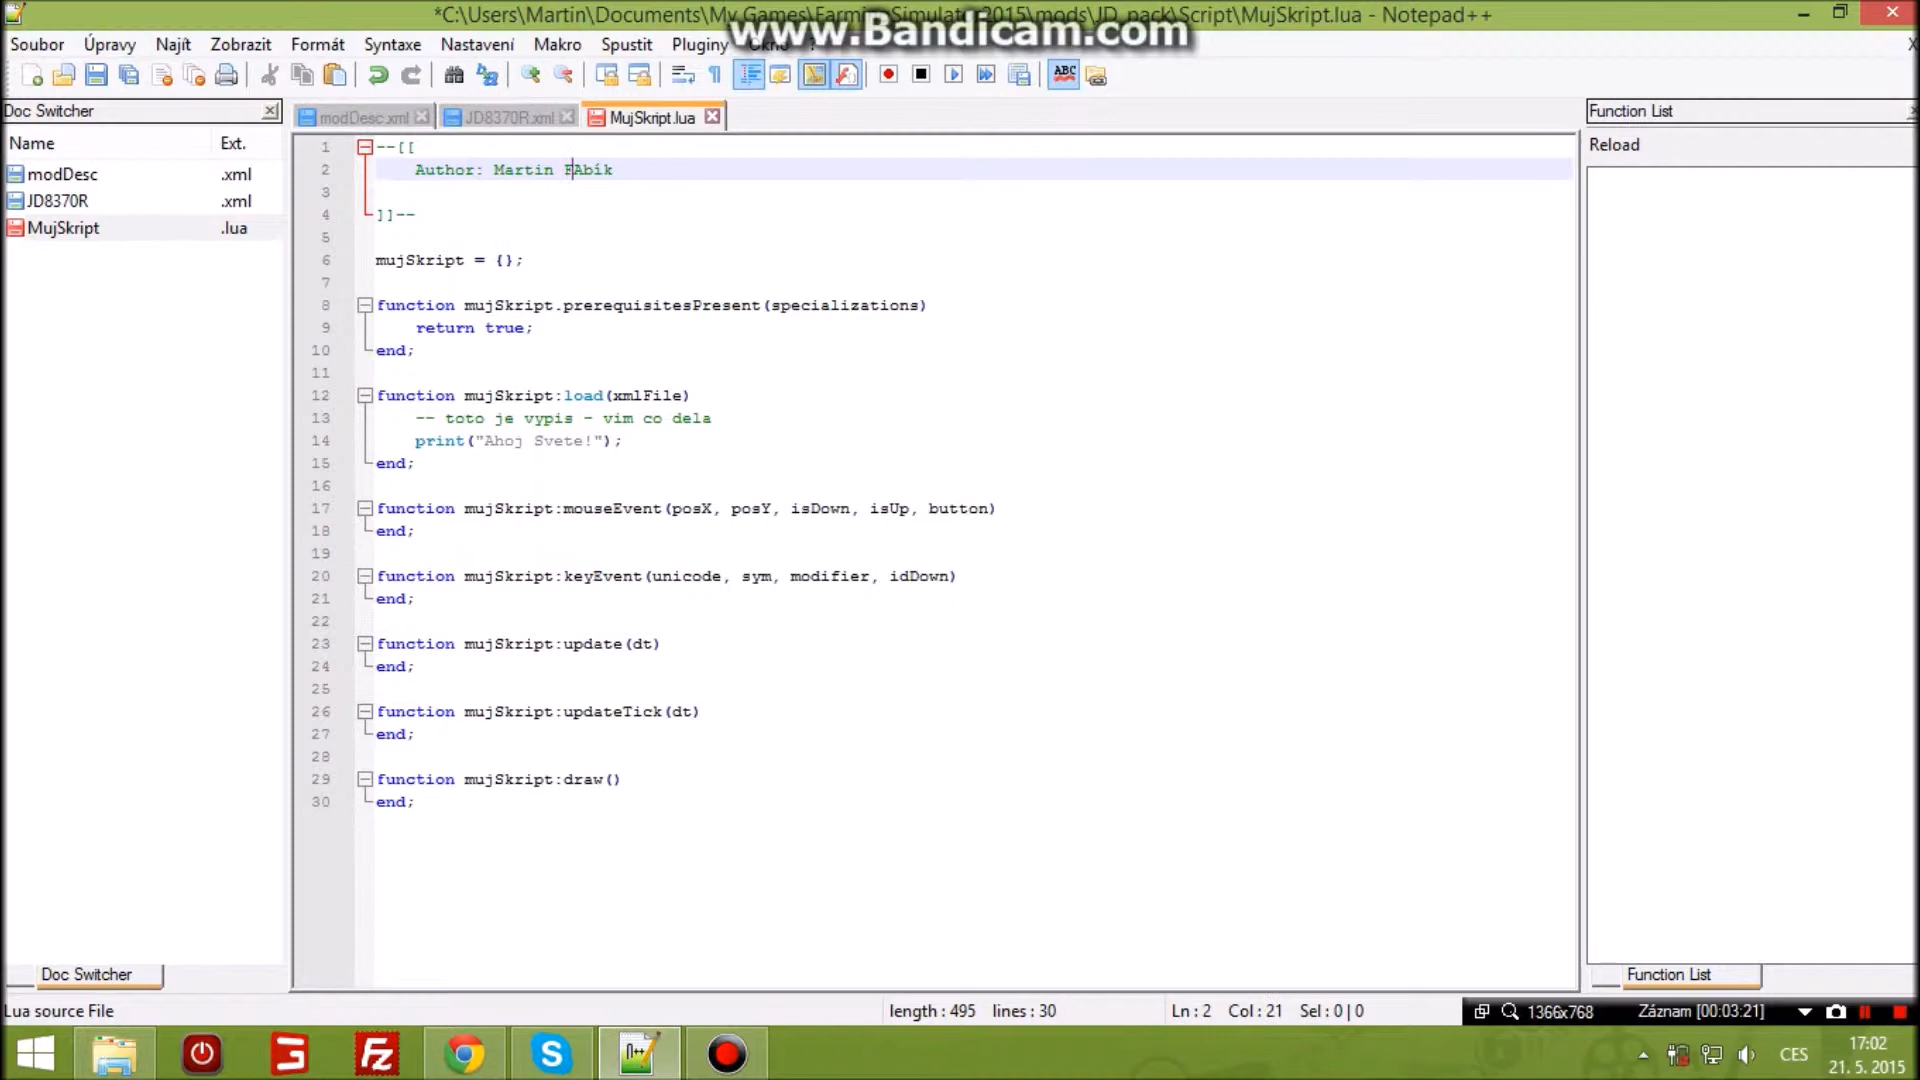 *C:\Users\Martin\Documents\My Games\Farming Simulator 2015\mods\JD_pack\Script\MujSkript.lua - Notepad++
www.Bandicam.com
Soubor Úpravy Najít Zobrazit Formát Syntaxe Nastavení Makro Spustit Pluginy Okno ? X
ABC
Doc Switcher
modDesc.xml JD8370R.xml MujSkript.lua
Function List
Name Ext.
Reload
modDesc .xml
JD8370R .xml
MujSkript .lua
1 --[[
2 Author: Martin FAbík
3
4 ]]--
5
6 mujSkript = {};
7
8 function mujSkript.prerequisitesPresent(specializations)
9 return true;
10 end;
11
12 function mujSkript:load(xmlFile)
13 -- toto je vypis - vim co dela
14 print("Ahoj Svete!");
15 end;
16
17 function mujSkript:mouseEvent(posX, posY, isDown, isUp, button)
18 end;
19
20 function mujSkript:keyEvent(unicode, sym, modifier, idDown)
21 end;
22
23 function mujSkript:update(dt)
24 end;
25
26 function mujSkript:updateTick(dt)
27 end;
28
29 function mujSkript:draw()
30 end;
Doc Switcher
Function List
Lua source File length : 495 lines : 30 Ln : 2 Col : 21 Sel : 0 | 0
1366x768 Záznam [00:03:21]
n++
CES
17:02
21. 5. 2015